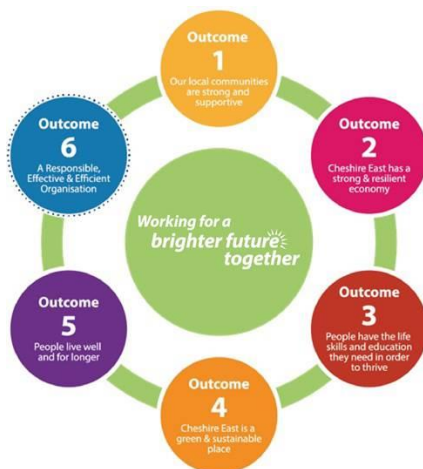 Outcome
1
Our local communities
are strong and
supportive
Outcome
2
Cheshire East has a
strong & resilient
economy
Outcome
3
People have the life
skills and education
they need in order
to thrive
Outcome
4
Cheshire East is a
green & sustainable
place
Outcome
5
People live well
and for longer
Outcome
6
A Responsible,
Effective & Efficient
Organisation
Working for a
brighter future
together